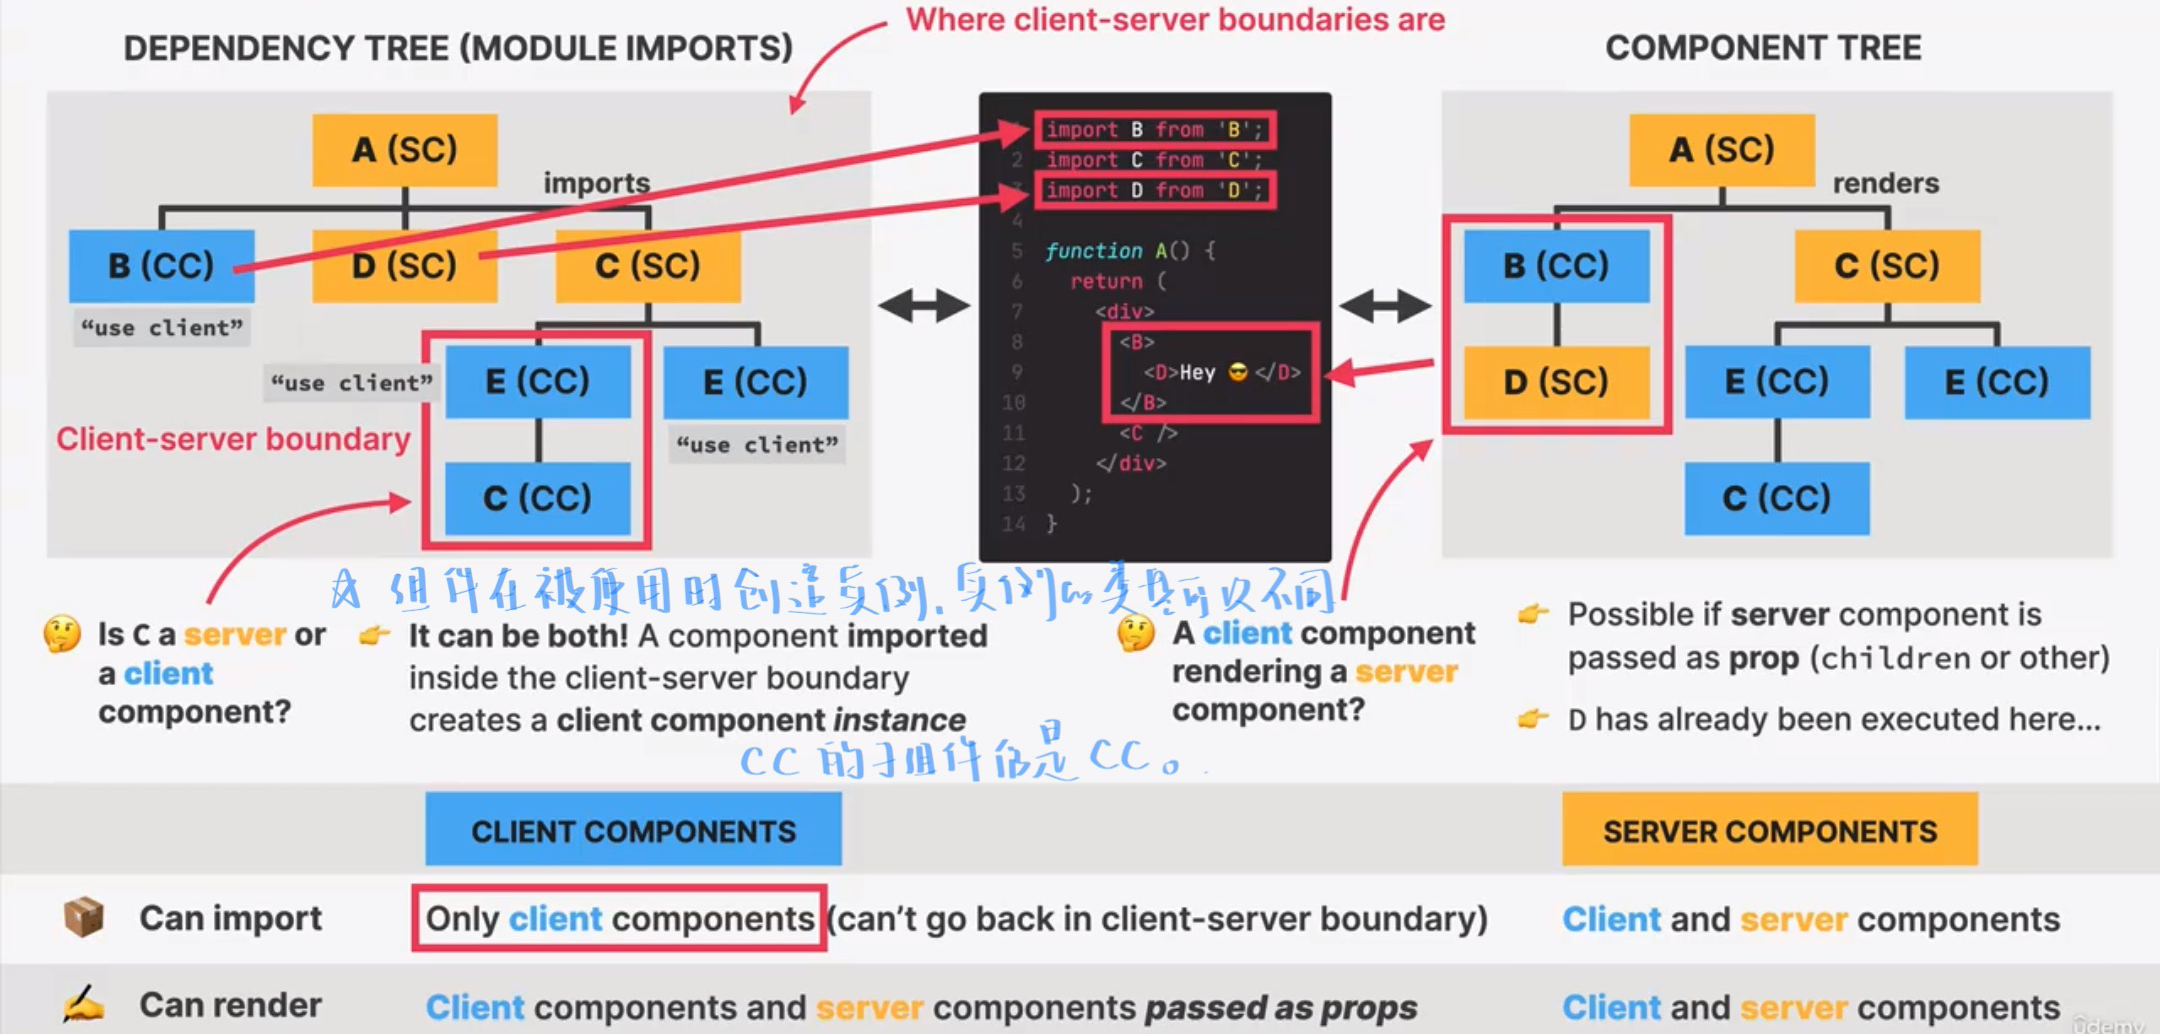 Where client-server boundaries are
DEPENDENCY TREE (MODULE IMPORTS)
COMPONENT TREE
A (SC)
imports
B (CC)
D (SC)
C (SC)
"use client"
"use client"
E (CC)
E (CC)
Client-server boundary
"use client"
C (CC)
1 import B from 'B';
2 import C from 'C';
3 import D from 'D';
4
5 function A() {
6 return (
7 <div>
8 <B>
9 <D>Hey 😎 </D>
10 </B>
11 <C />
12 </div>
13 );
14 }
A (SC)
renders
B (CC)
C (SC)
D (SC)
E (CC)
E (CC)
C (CC)
组件在被使用时创造实例,实例的类型可以不同
🤔 Is C a server or
a client
component?
👉 It can be both! A component imported
inside the client-server boundary
creates a client component instance
CC 的子组件仍是 CC。
🤔 A client component
rendering a server
component?
👉 Possible if server component is
passed as prop (children or other)
👉 D has already been executed here...
CLIENT COMPONENTS
SERVER COMPONENTS
📦 Can import
Only client components (can't go back in client-server boundary)
Client and server components
✍️ Can render
Client components and server components passed as props
Client and server components
ûdemy